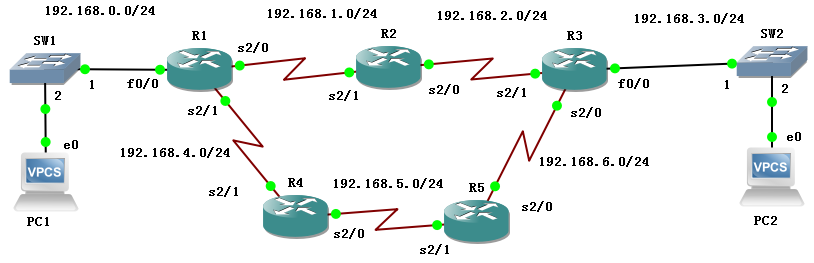 192.168.0.0/24
192.168.1.0/24
192.168.2.0/24
192.168.3.0/24
SW1
R1
R2
R3
SW2
s2/0
1
f0/0
s2/1
s2/0
s2/1
f0/0
1
2
2
s2/1
s2/0
e0
e0
192.168.4.0/24
192.168.6.0/24
VPCS
VPCS
192.168.5.0/24
s2/1
R4
R5
PC1
s2/0
s2/0
PC2
s2/1